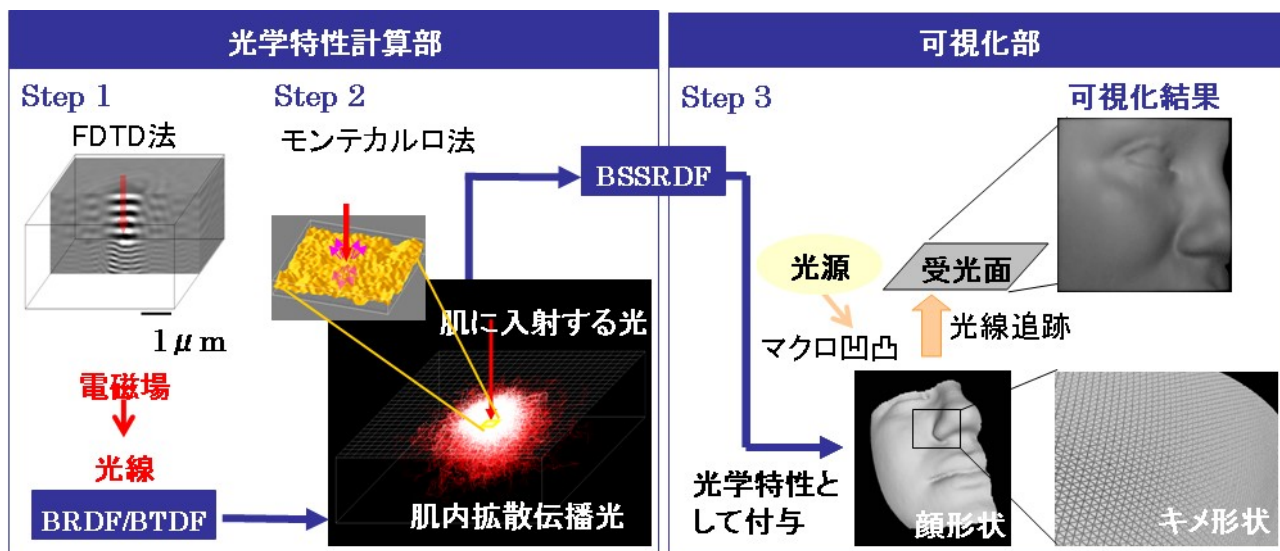 光学特性計算部
Step 1
FDTD法
1μm
電磁場
光線
BRDF/BTDF
Step 2
モンテカルロ法
肌に入射する光
肌内拡散伝播光
BSSRDF
可視化部
Step 3
可視化結果
光源
受光面
マクロ凹凸
光線追跡
光学特性と
して付与
顔形状
キメ形状